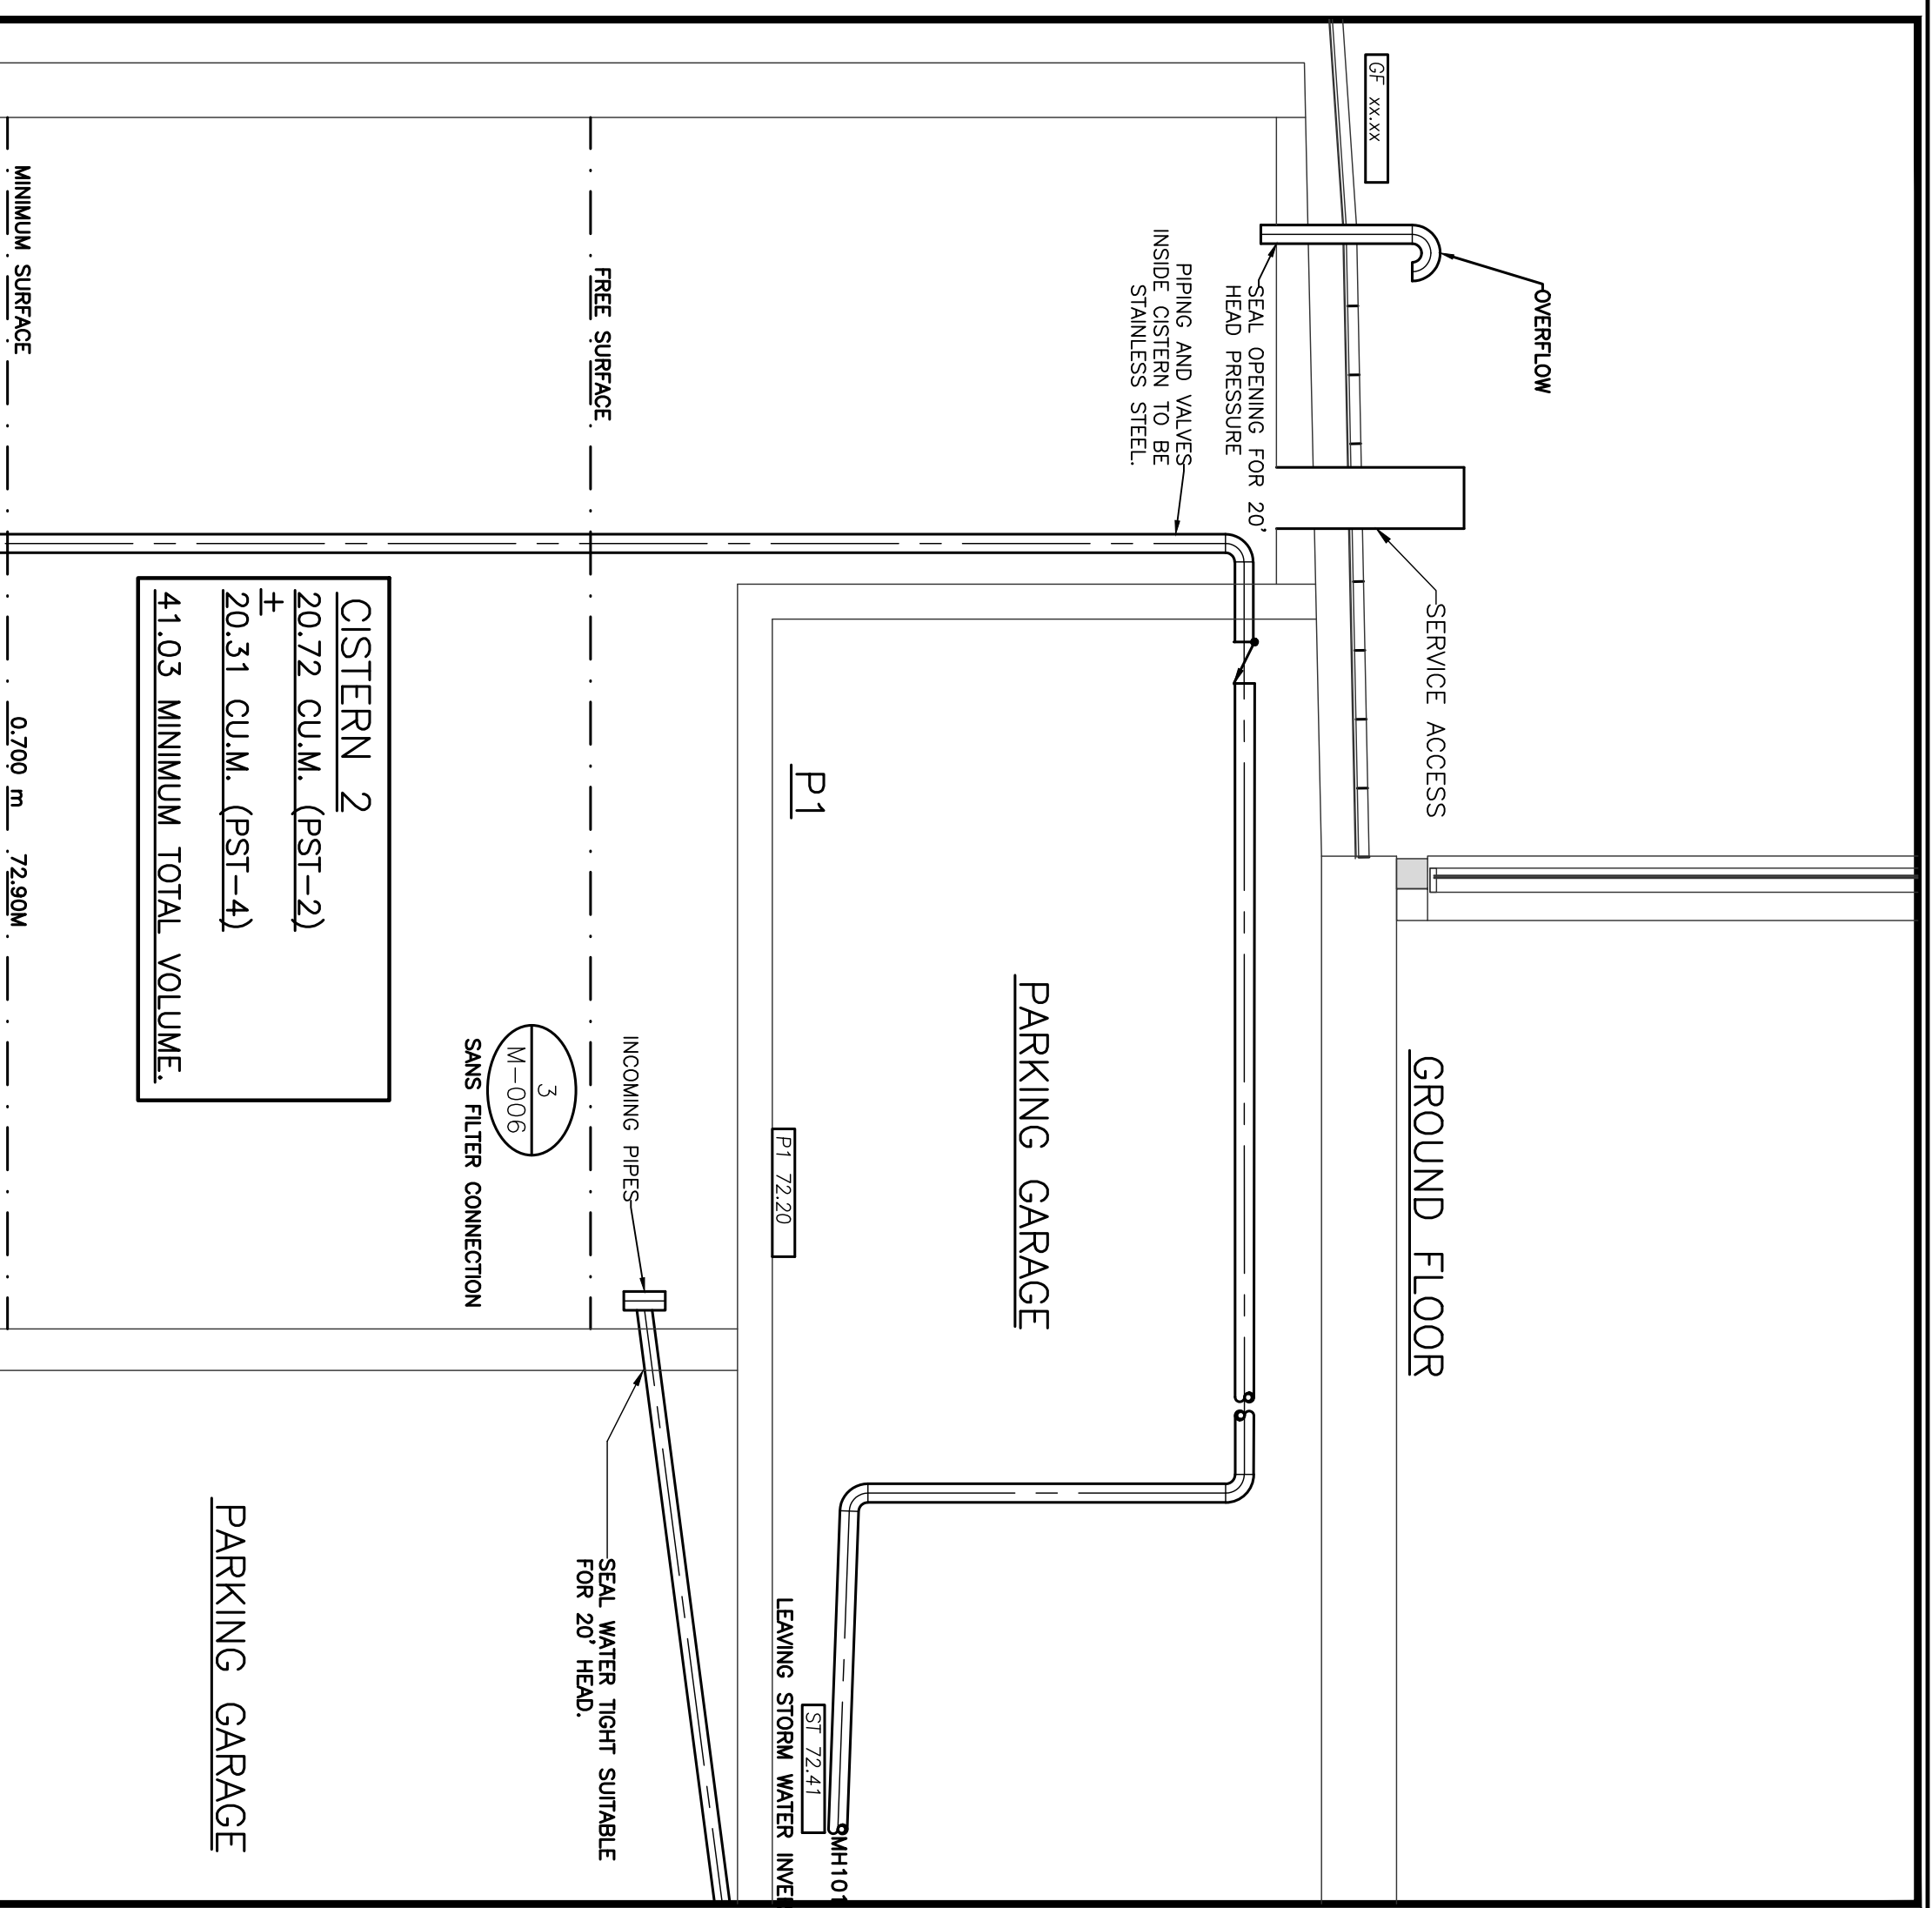 GF xx.xx
OVERFLOW
SEAL OPENING FOR 20'
HEAD PRESSURE
PIPING AND VALVES
INSIDE CISTERN TO BE
STAINLESS STEEL.
SERVICE ACCESS
GROUND FLOOR
PARKING GARAGE
P1
P1 72.20
FREE SURFACE
INCOMING PIPES
3
M-006
SANS FILTER CONNECTION
CISTERN 2
20.72 CU.M. (PST-2)
+
20.31 CU.M. (PST-4)
41.03 MINIMUM TOTAL VOLUME.
MINIMUM SURFACE
0.700 m 72.90M
MH101
ST 72.41
LEAVING STORM WATER
SEAL WATER TIGHT SUITABLE
FOR 20' HEAD.
PARKING GARAGE